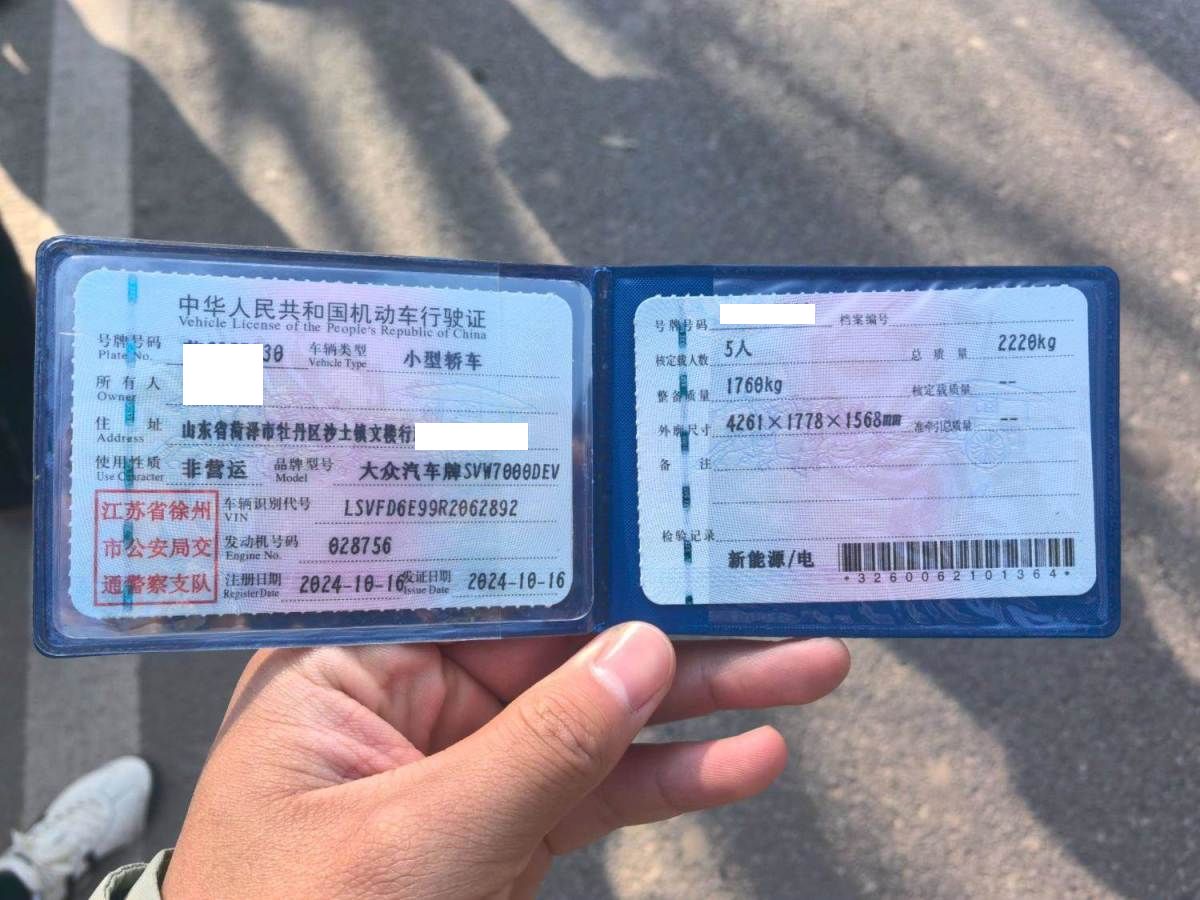 中华人民共和国机动车行驶证
Vehicle License of the People's Republic of China
号牌号码 30 车辆类型 小型轿车
Plate No. Vehicle Type
所有人
Owner
住址 山东省菏泽市牡丹区沙土镇文楼行
Address
使用性质 非营运 品牌型号 大众汽车牌SVW7000DEV
Use Character Model
江苏省徐州
市公安局交
通警察支队
车辆识别代号 LSVFD6E99R2062892
VIN
发动机号码 028756
Engine No.
注册日期 2024-10-16 发证日期 2024-10-16
Register Date Issue Date
号牌号码 档案编号
核定载人数 5人 总质量 2220kg
整备质量 1760kg 核定载质量 --
外廓尺寸 4261×1778×1568mm 准牵引总质量 --
备注
检验记录
新能源/电
*3260062101364*